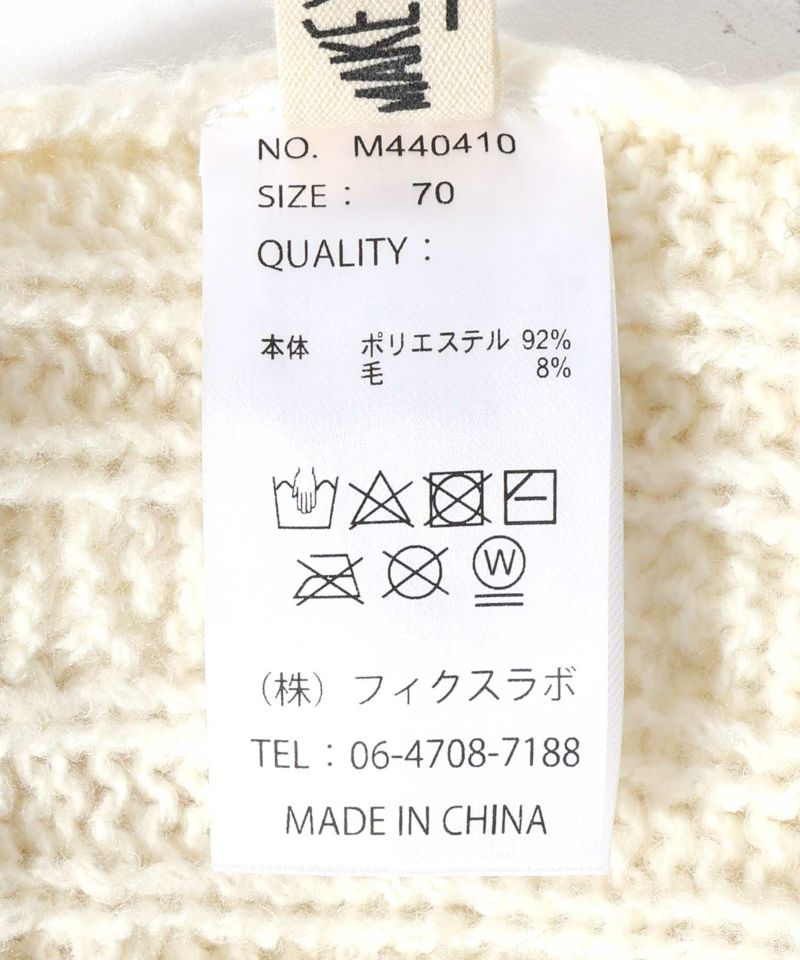 MAKE
NO. M440410
SIZE : 70
QUALITY :
本体 ポリエステル 92%
毛 8%
W
(株) フィクスラボ
TEL : 06-4708-7188
MADE IN CHINA